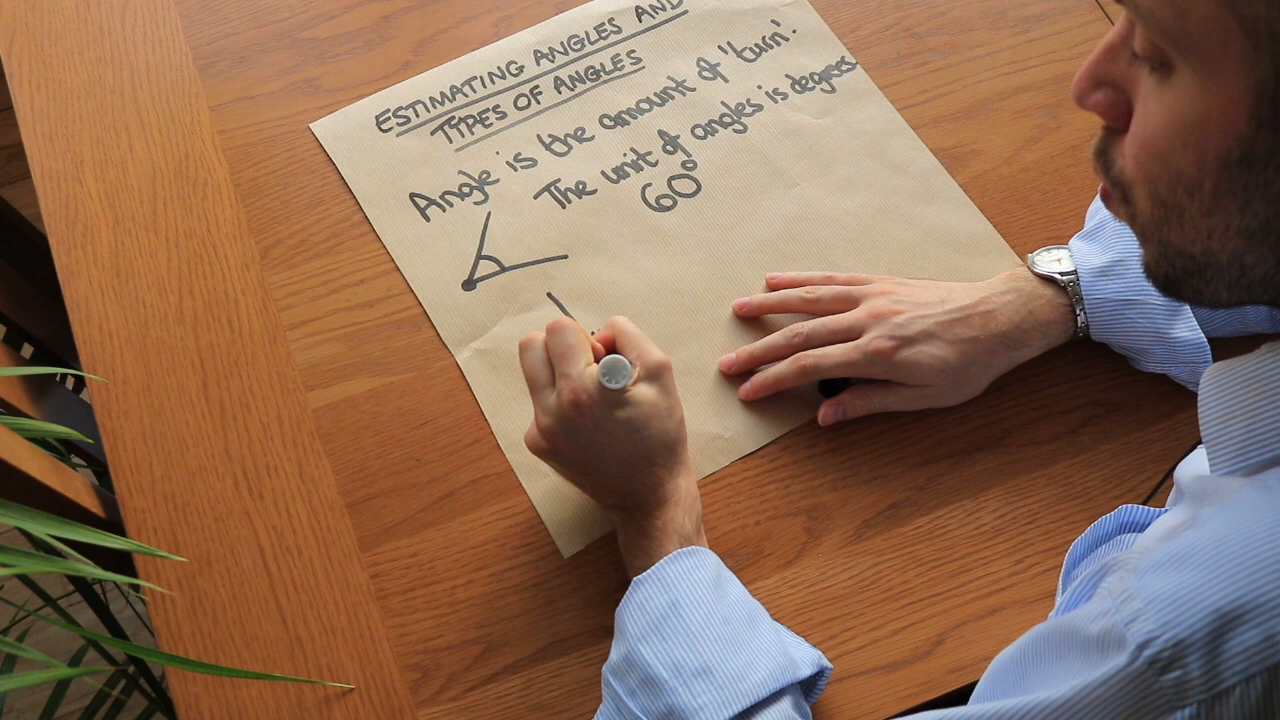 ESTIMATING ANGLES AND
TYPES OF ANGLES
Angle is the amount of 'turn'.
The unit of angles is degrees
60°